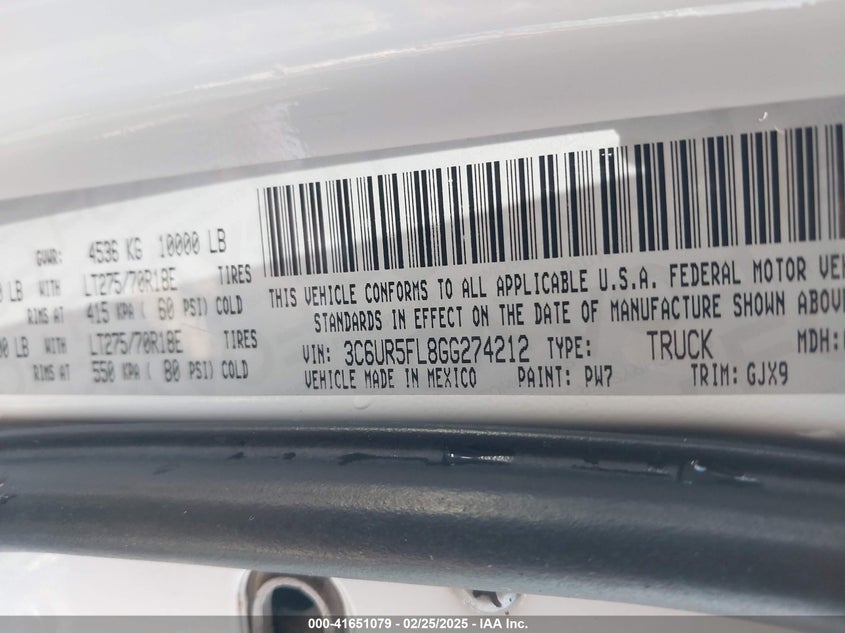 GVWR: 4536 KG 10000 LB
LB WITH LT275/70R18E TIRES
RIMS AT 415 KPA ( 60 PSI) COLD
LB WITH LT275/70R18E TIRES
RIMS AT 550 KPA ( 80 PSI) COLD
THIS VEHICLE CONFORMS TO ALL APPLICABLE U.S.A. FEDERAL MOTOR
STANDARDS IN EFFECT ON THE DATE OF MANUFACTURE SHOWN
VIN: 3C6UR5FL8GG274212 TYPE: TRUCK MDH:
VEHICLE MADE IN MEXICO PAINT: PW7 TRIM: GJX9
000-41651079 - 02/25/2025 - IAA Inc.